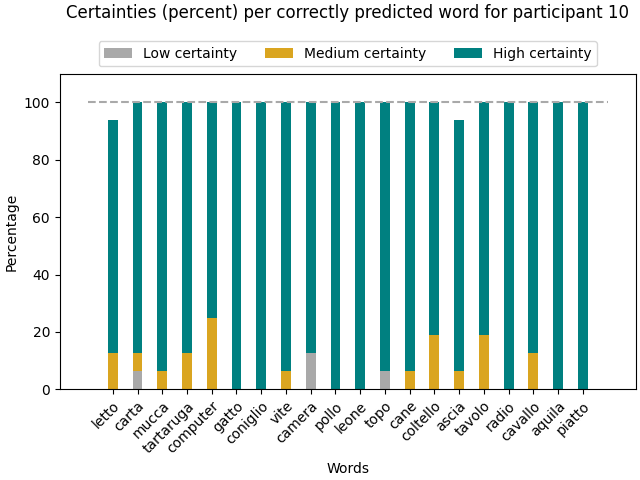 Certainties (percent) per correctly predicted word for participant 10
Low certainty Medium certainty High certainty
100
80
60
40
20
0
Percentage
letto carta mucca tartaruga computer gatto coniglio vite camera pollo leone topo cane coltello ascia tavolo radio cavallo aquila piatto
Words